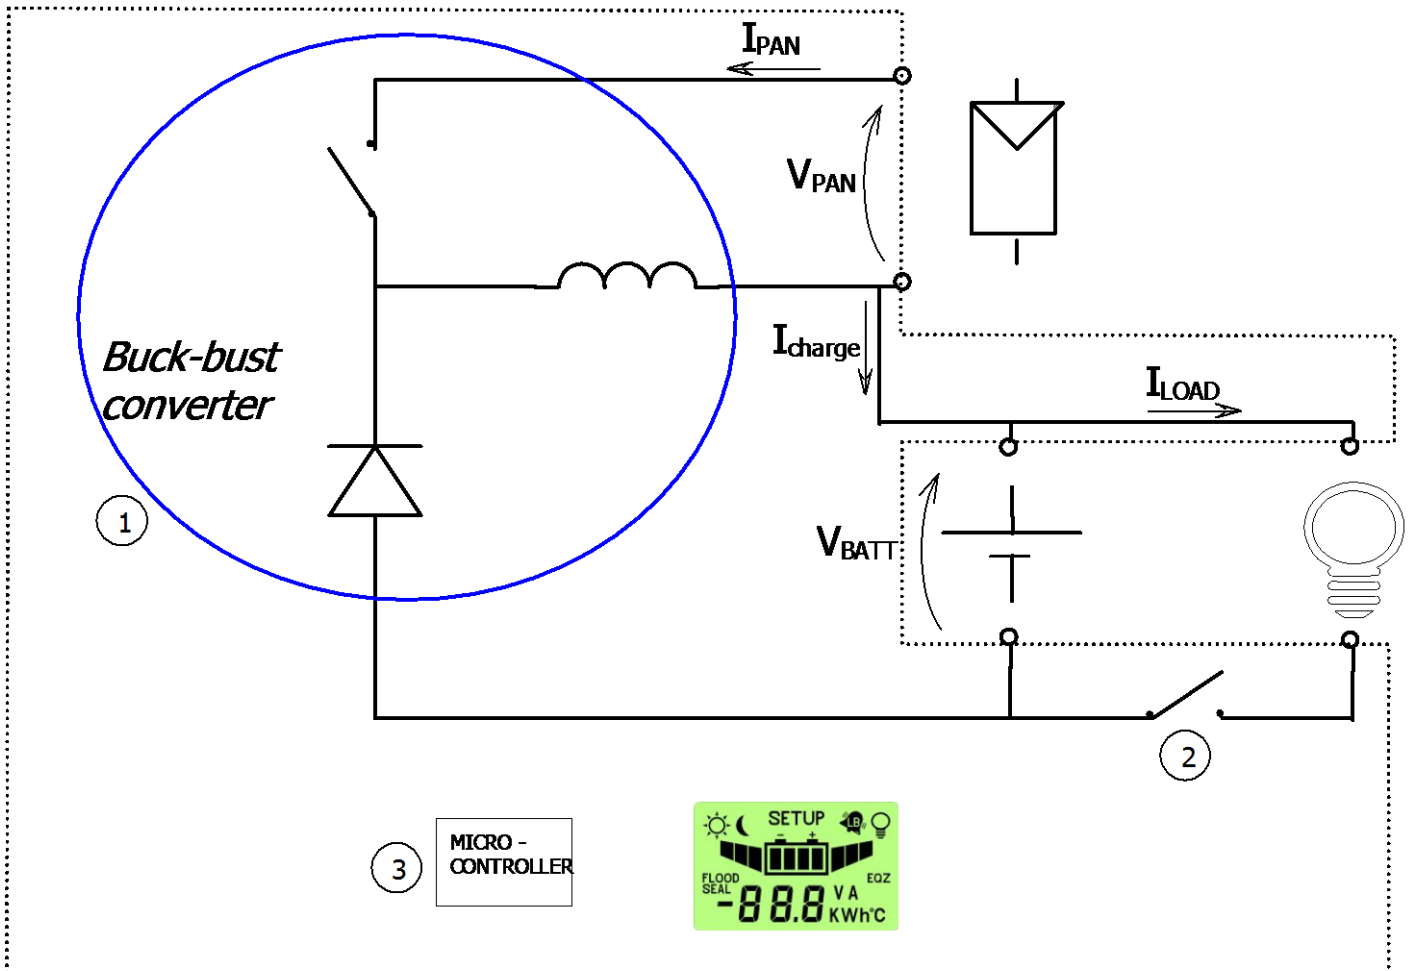 IPAN
VPAN
Icharge
Buck-bust
converter
ILOAD
1
VBATT
2
3
MICRO -
CONTROLLER
SETUP
LB
- +
FLOOD
SEAL
EQZ
-88.8
V A
KWh°C